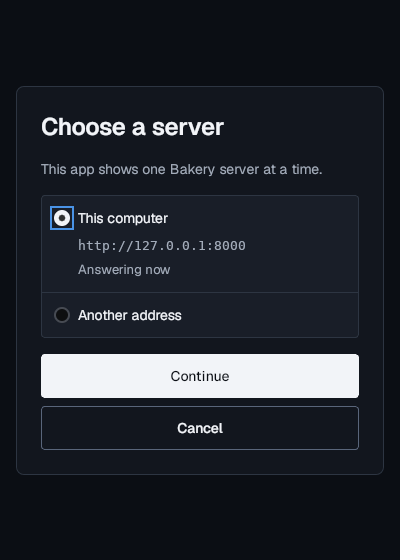 Choose a server
This app shows one Bakery server at a time.
This computer
http://127.0.0.1:8000
Answering now
Another address
Continue
Cancel